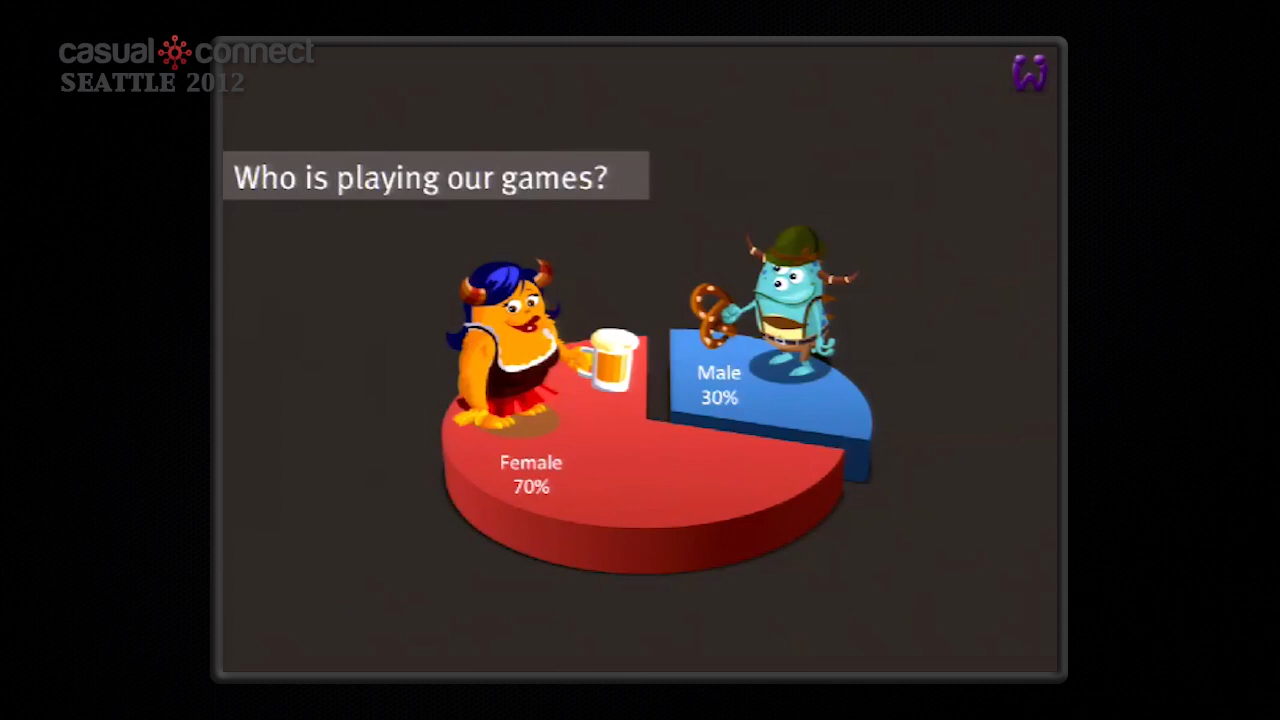 casual connect
SEATTLE 2012
Who is playing our games?
Male
30%
Female
70%